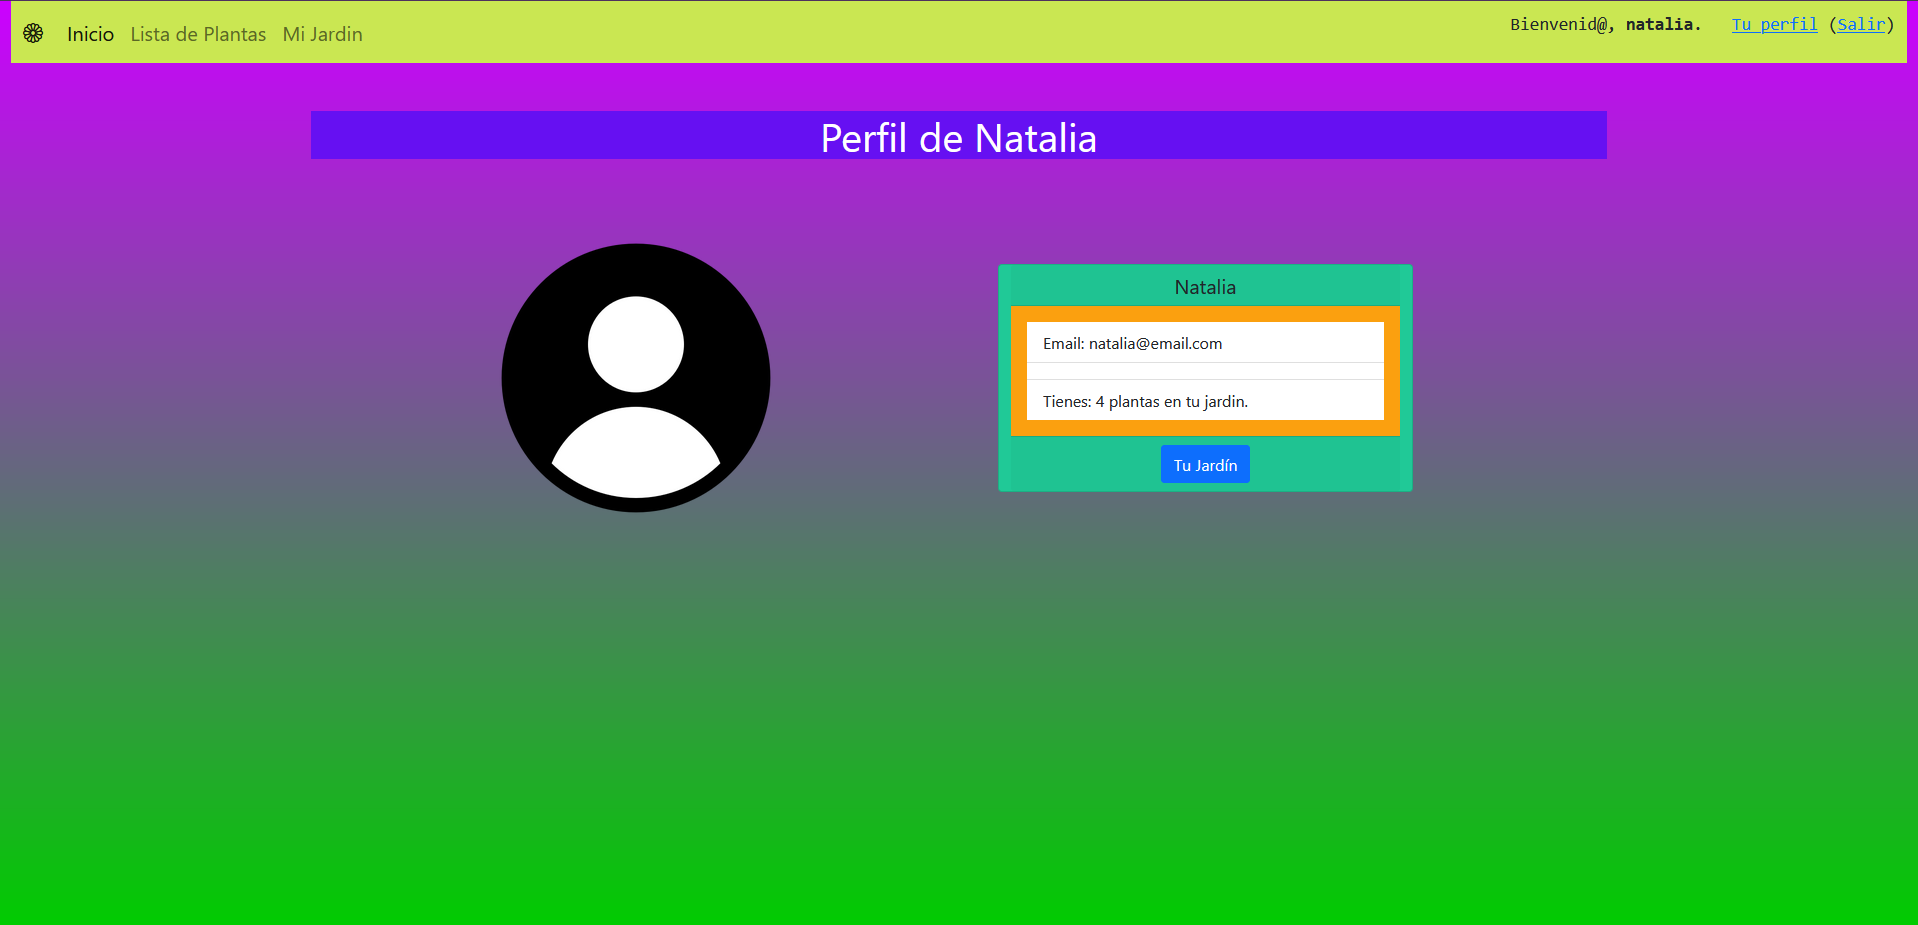 Inicio Lista de Plantas Mi Jardin
Bienvenid@, natalia. Tu perfil (Salir)
Perfil de Natalia
Natalia
Email: natalia@email.com
Tienes: 4 plantas en tu jardin.
Tu Jardín